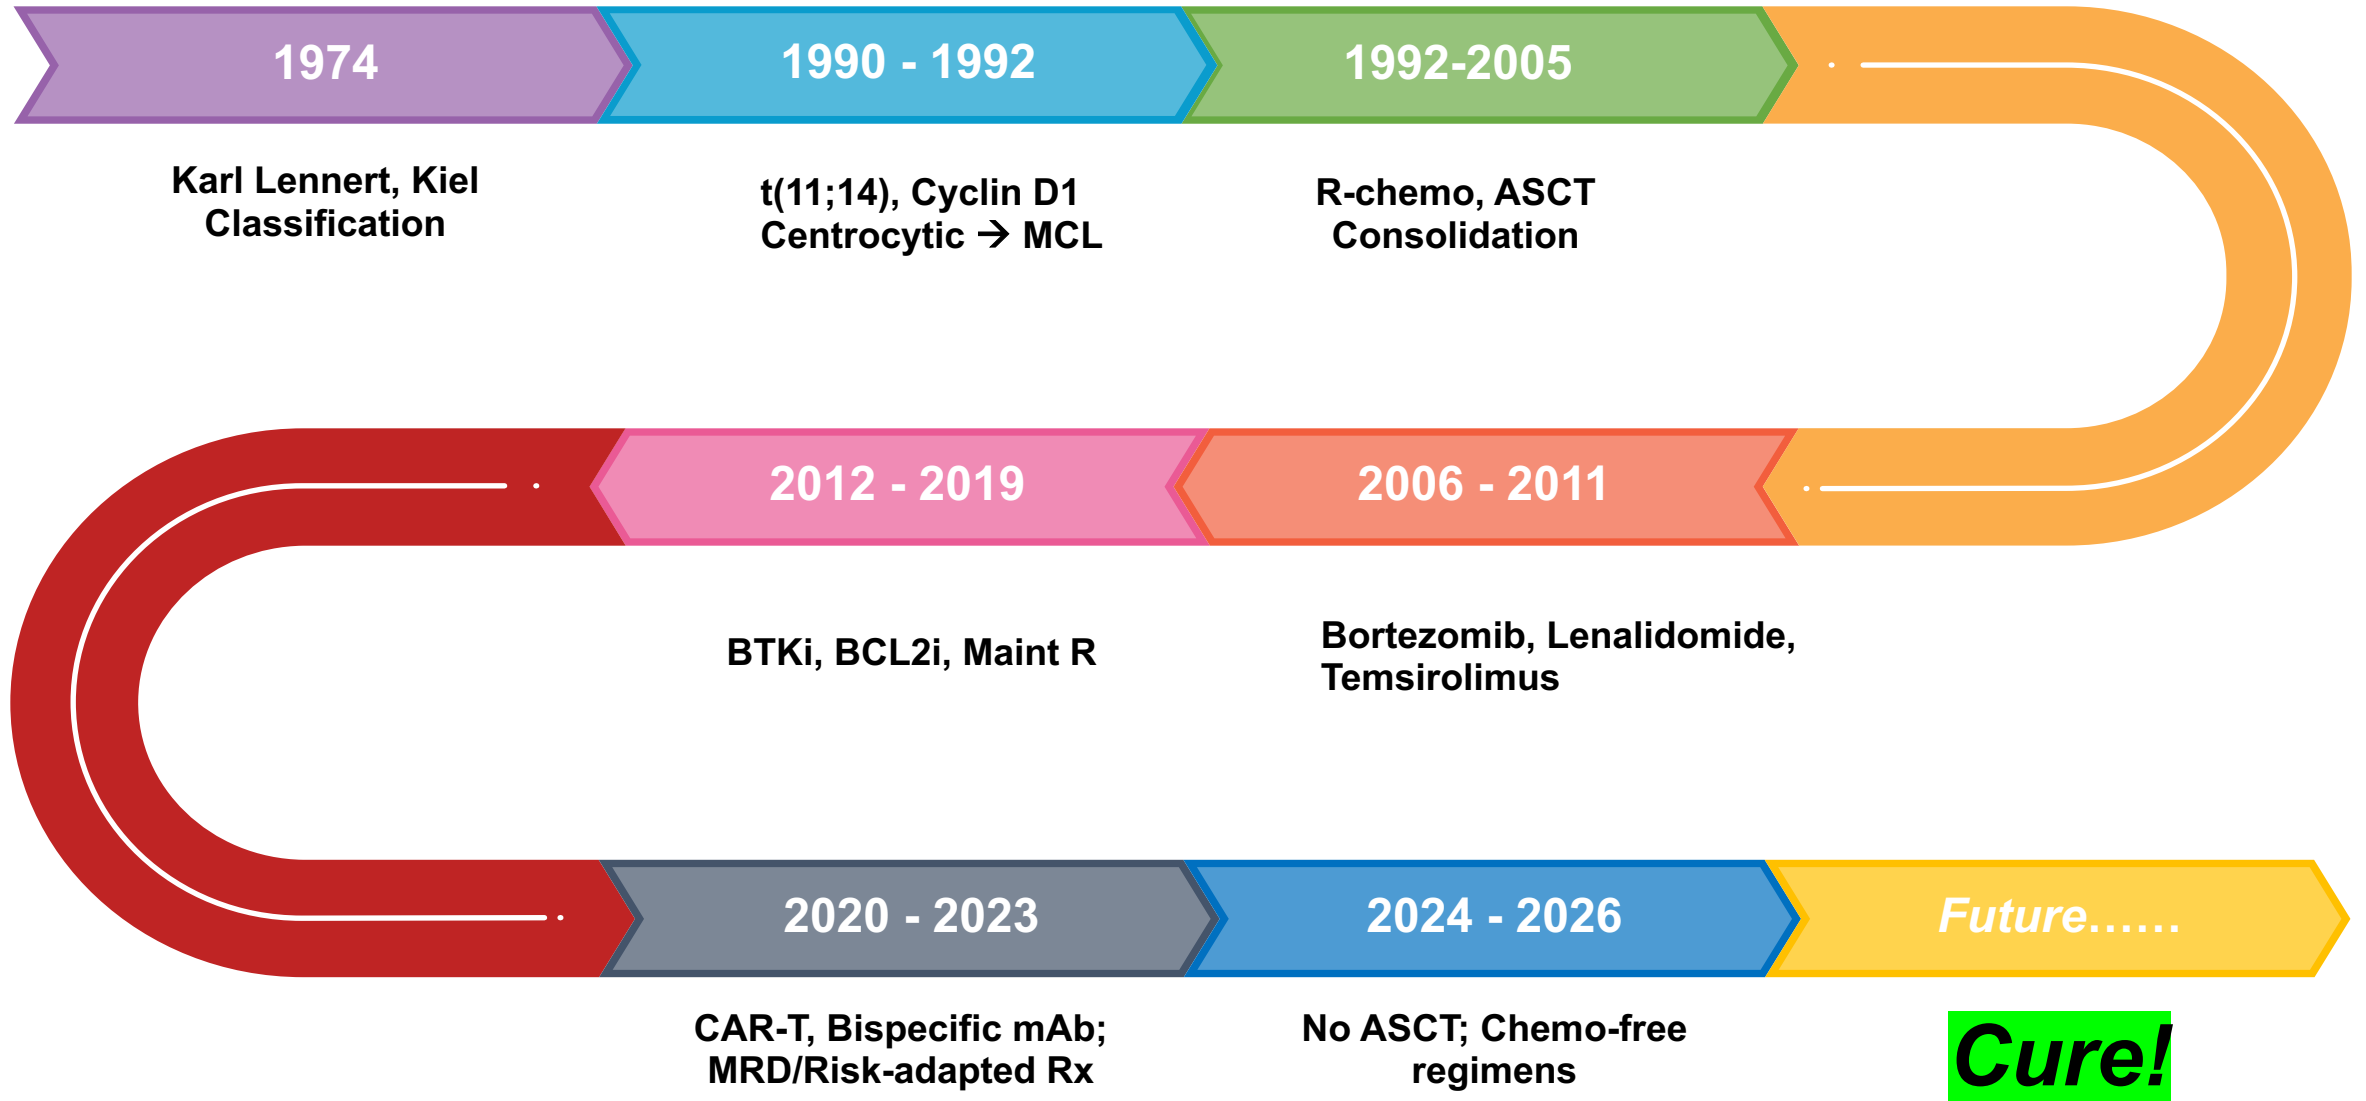 1974
Karl Lennert, Kiel
Classification
1990 - 1992
t(11;14), Cyclin D1
Centrocytic → MCL
1992-2005
R-chemo, ASCT
Consolidation
2006 - 2011
Bortezomib, Lenalidomide,
Temsirolimus
2012 - 2019
BTKi, BCL2i, Maint R
2020 - 2023
CAR-T, Bispecific mAb;
MRD/Risk-adapted Rx
2024 - 2026
No ASCT; Chemo-free
regimens
Future......
Cure!